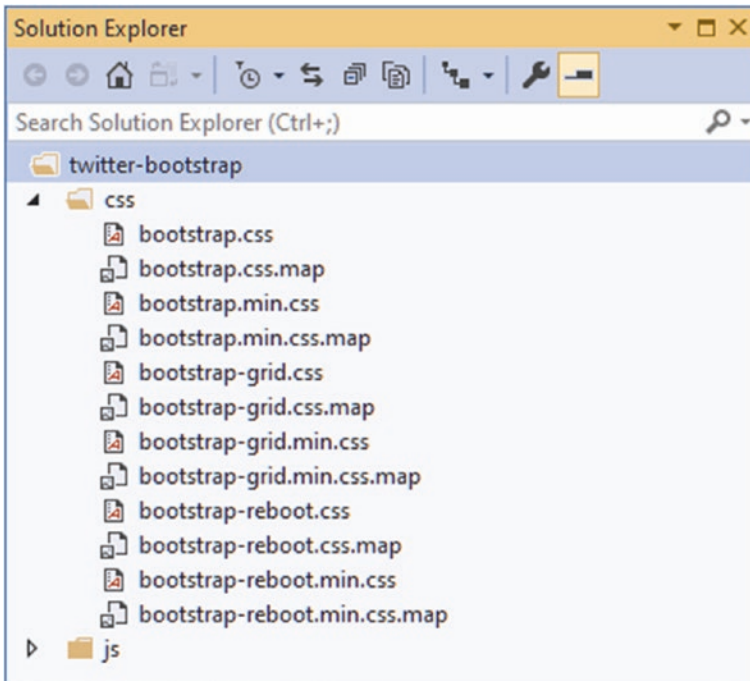 Solution Explorer
Search Solution Explorer (Ctrl+;)
twitter-bootstrap
css
bootstrap.css
bootstrap.css.map
bootstrap.min.css
bootstrap.min.css.map
bootstrap-grid.css
bootstrap-grid.css.map
bootstrap-grid.min.css
bootstrap-grid.min.css.map
bootstrap-reboot.css
bootstrap-reboot.css.map
bootstrap-reboot.min.css
bootstrap-reboot.min.css.map
js